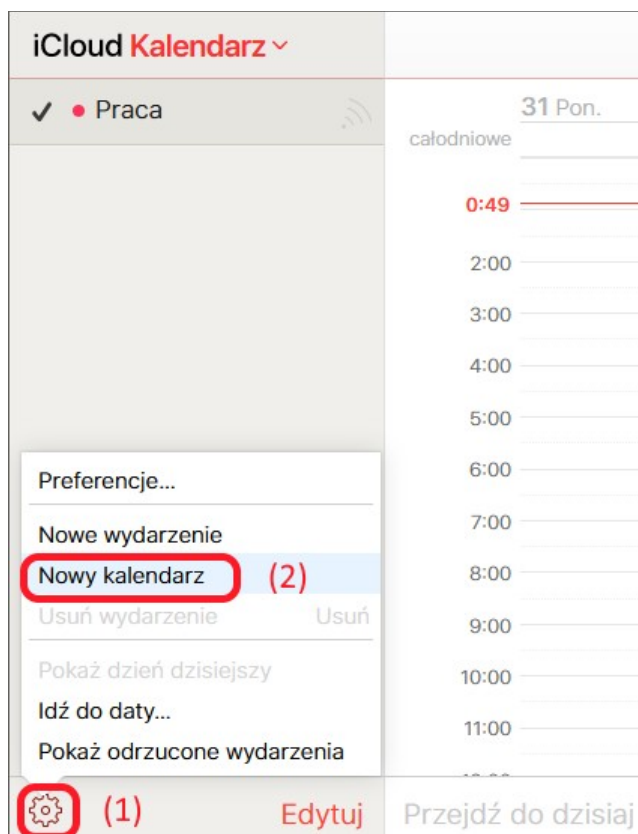 iCloud Kalendarz
Praca
31 Pon.
całodniowe
0:49
2:00
3:00
4:00
5:00
6:00
7:00
8:00
9:00
10:00
11:00
Preferencje...
Nowe wydarzenie
Nowy kalendarz (2)
Usuń wydarzenie Usuń
Pokaż dzień dzisiejszy
Idź do daty...
Pokaż odrzucone wydarzenia
(1) Edytuj Przejdź do dzisiaj